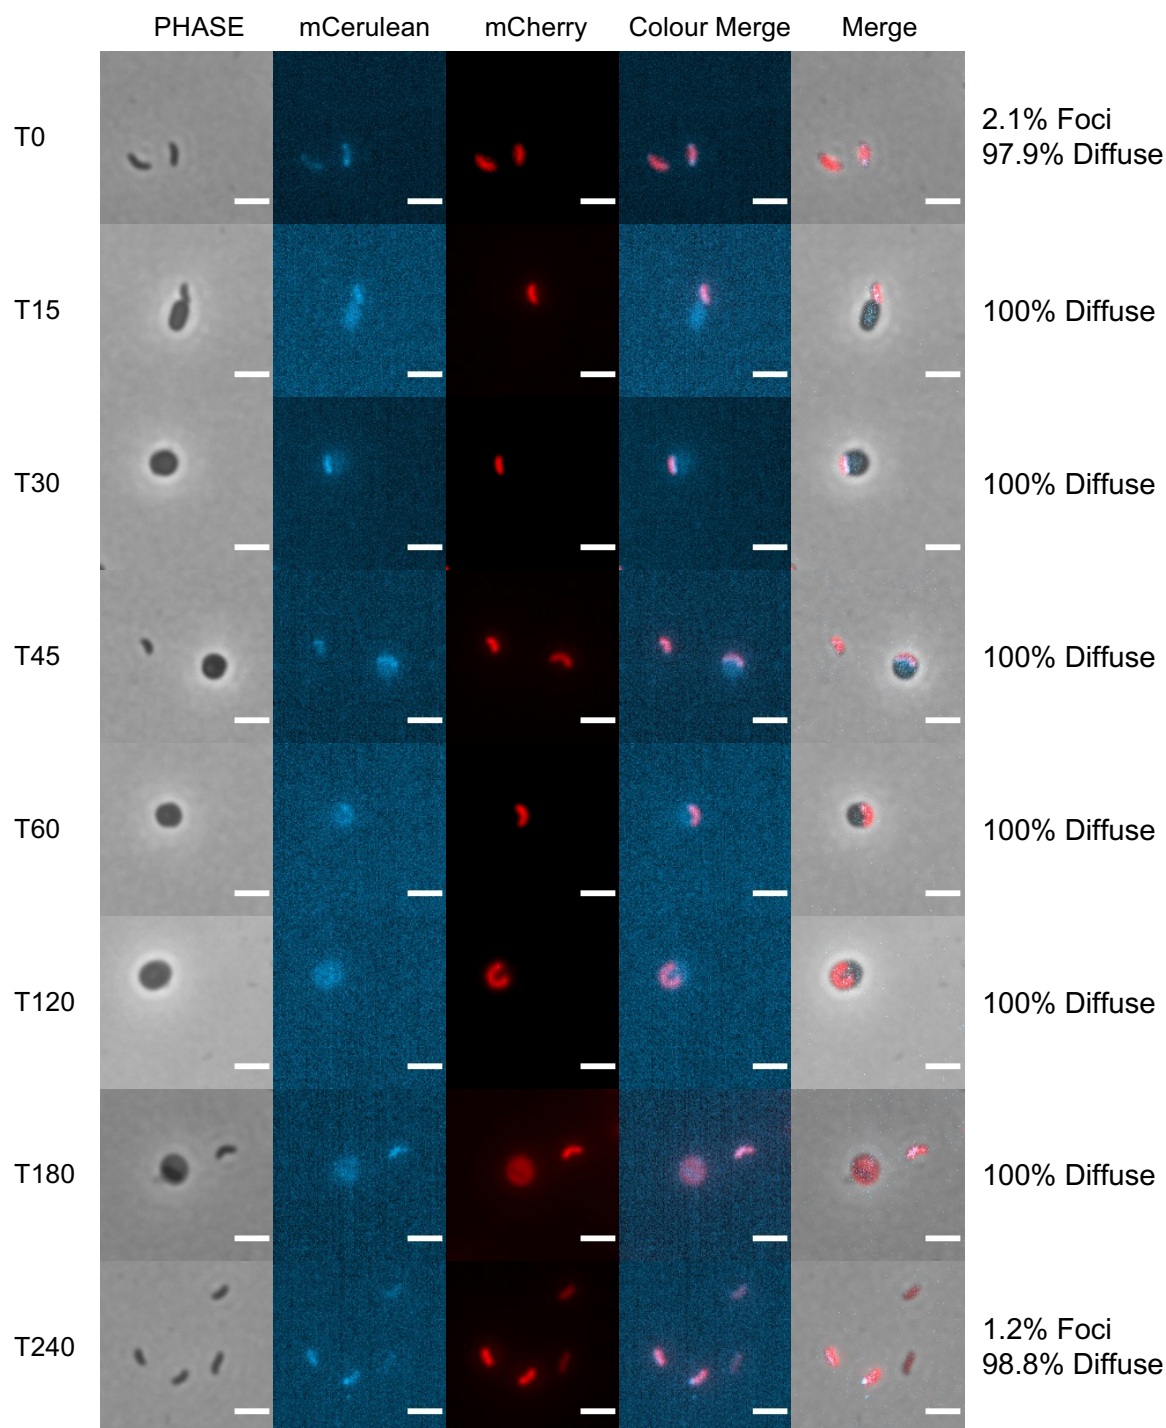 PHASE mCerulean mCherry Colour Merge Merge
T0
2.1% Foci
97.9% Diffuse
T15 100% Diffuse
T30 100% Diffuse
T45 100% Diffuse
T60 100% Diffuse
T120 100% Diffuse
T180 100% Diffuse
T240
1.2% Foci
98.8% Diffuse